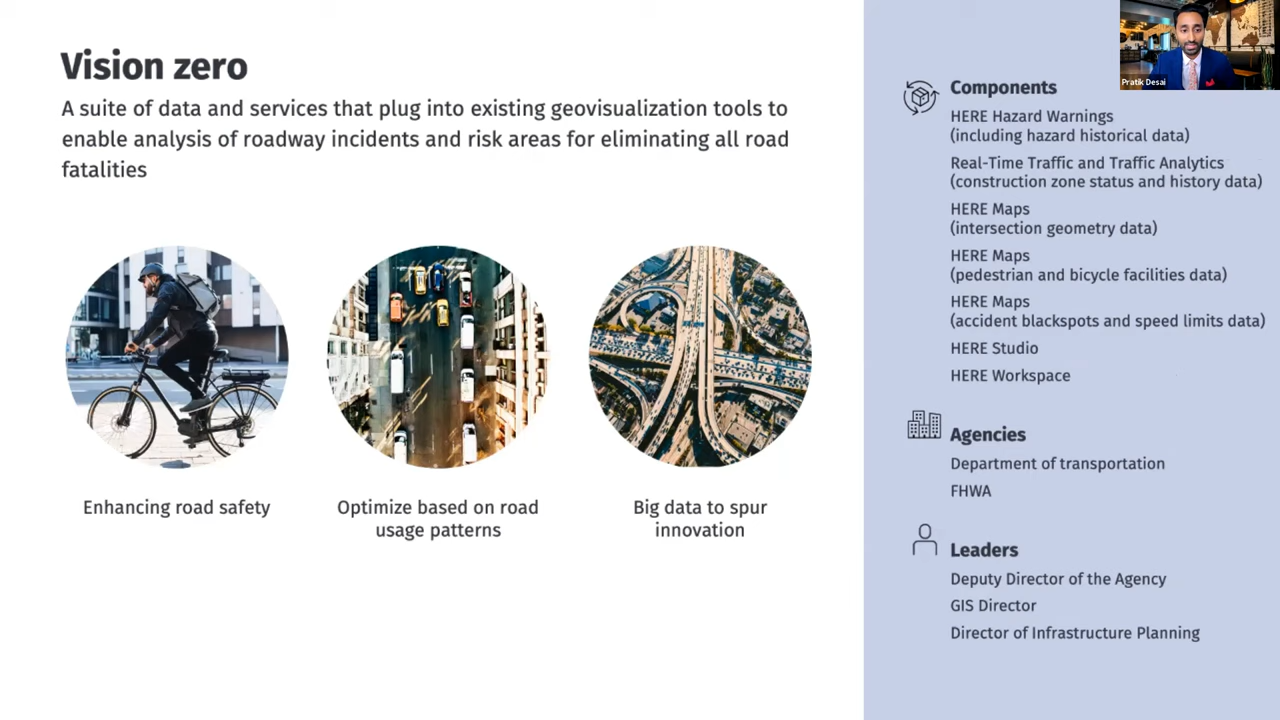 Vision zero
A suite of data and services that plug into existing geovisualization tools to
enable analysis of roadway incidents and risk areas for eliminating all road
fatalities
Enhancing road safety
Optimize based on road
usage patterns
Big data to spur
innovation
Pratik Desai
Components
HERE Hazard Warnings
(including hazard historical data)
Real-Time Traffic and Traffic Analytics
(construction zone status and history data)
HERE Maps
(intersection geometry data)
HERE Maps
(pedestrian and bicycle facilities data)
HERE Maps
(accident blackspots and speed limits data)
HERE Studio
HERE Workspace
Agencies
Department of transportation
FHWA
Leaders
Deputy Director of the Agency
GIS Director
Director of Infrastructure Planning